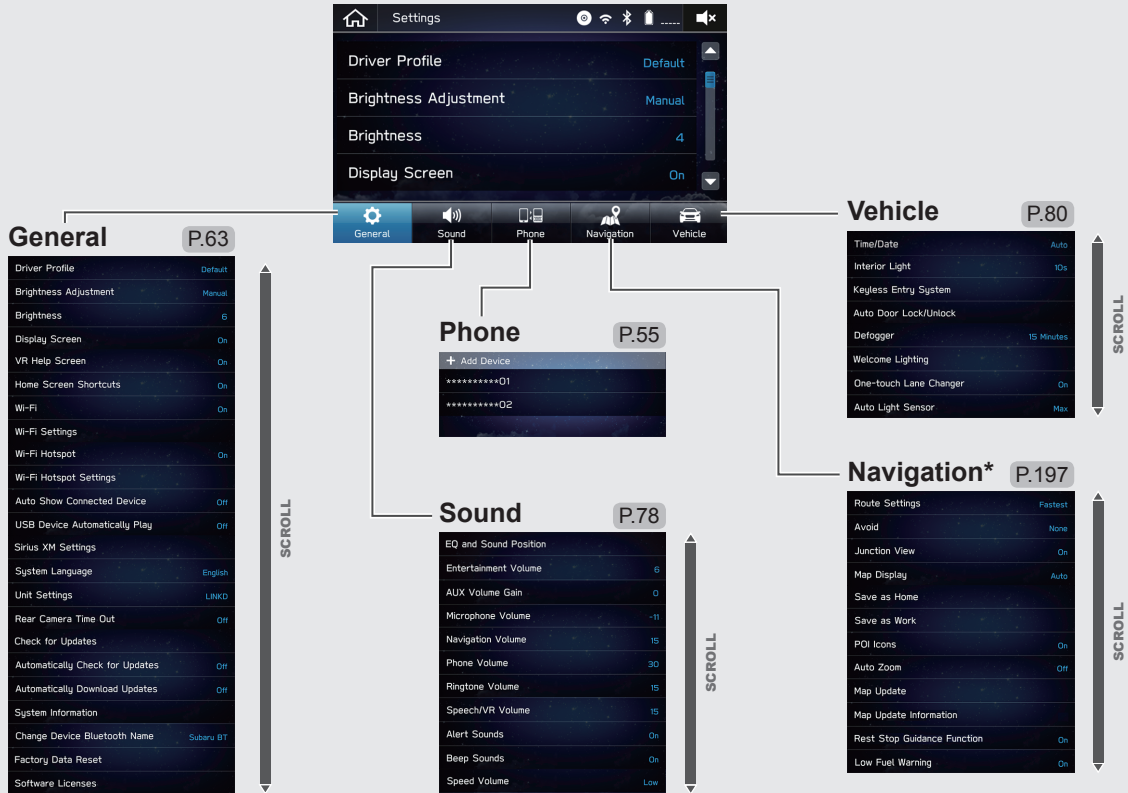 Settings -----
Driver Profile Default
Brightness Adjustment Manual
Brightness 4
Display Screen On
General Sound Phone Navigation Vehicle
General P.63
Driver Profile Default
Brightness Adjustment Manual
Brightness 6
Display Screen On
VR Help Screen On
Home Screen Shortcuts On
Wi-Fi On
Wi-Fi Settings
Wi-Fi Hotspot On
Wi-Fi Hotspot Settings
Auto Show Connected Device Off
USB Device Automatically Play Off
Sirius XM Settings
System Language English
Unit Settings LINKD
Rear Camera Time Out Off
Check for Updates
Automatically Check for Updates Off
Automatically Download Updates Off
System Information
Change Device Bluetooth Name Subaru BT
Factory Data Reset
Software Licenses
SCROLL
Phone P.55
+ Add Device
**********01
**********02
Sound P.78
EQ and Sound Position
Entertainment Volume 6
AUX Volume Gain 0
Microphone Volume -11
Navigation Volume 15
Phone Volume 30
Ringtone Volume 15
Speech/VR Volume 15
Alert Sounds On
Beep Sounds On
Speed Volume Low
SCROLL
Vehicle P.80
Time/Date Auto
Interior Light 10s
Keyless Entry System
Auto Door Lock/Unlock
Defogger 15 Minutes
Welcome Lighting
One-touch Lane Changer On
Auto Light Sensor Max
SCROLL
Navigation* P.197
Route Settings Fastest
Avoid None
Junction View On
Map Display Auto
Save as Home
Save as Work
POI Icons On
Auto Zoom Off
Map Update
Map Update Information
Rest Stop Guidance Function On
Low Fuel Warning On
SCROLL